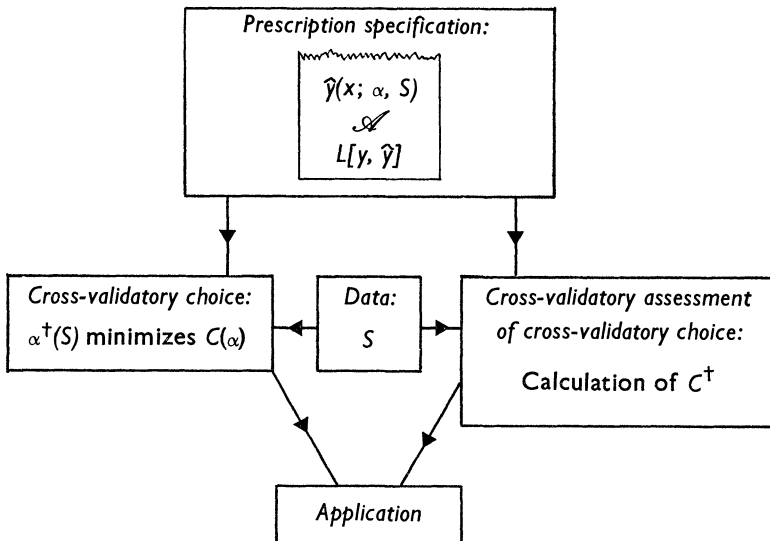 Prescription specification:
ŷ(x; α, S)
𝒜
L[y, ŷ]
Cross-validatory choice:
α†(S) minimizes C(α)
Data:
S
Cross-validatory assessment
of cross-validatory choice:
Calculation of C†
Application